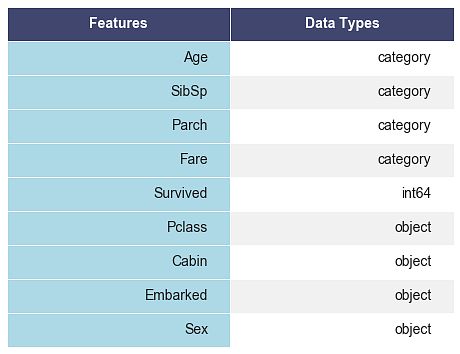 Features Data Types
Age category
SibSp category
Parch category
Fare category
Survived int64
Pclass object
Cabin object
Embarked object
Sex object